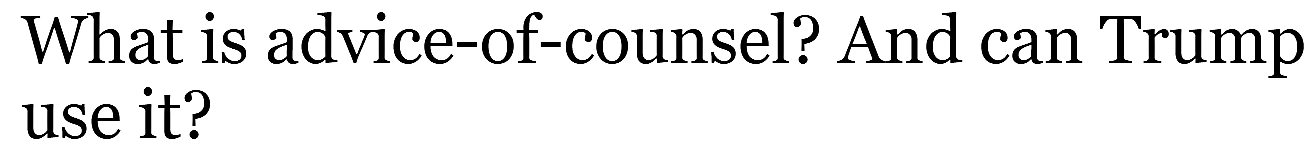 What is advice-of-counsel? And can Trump
use it?